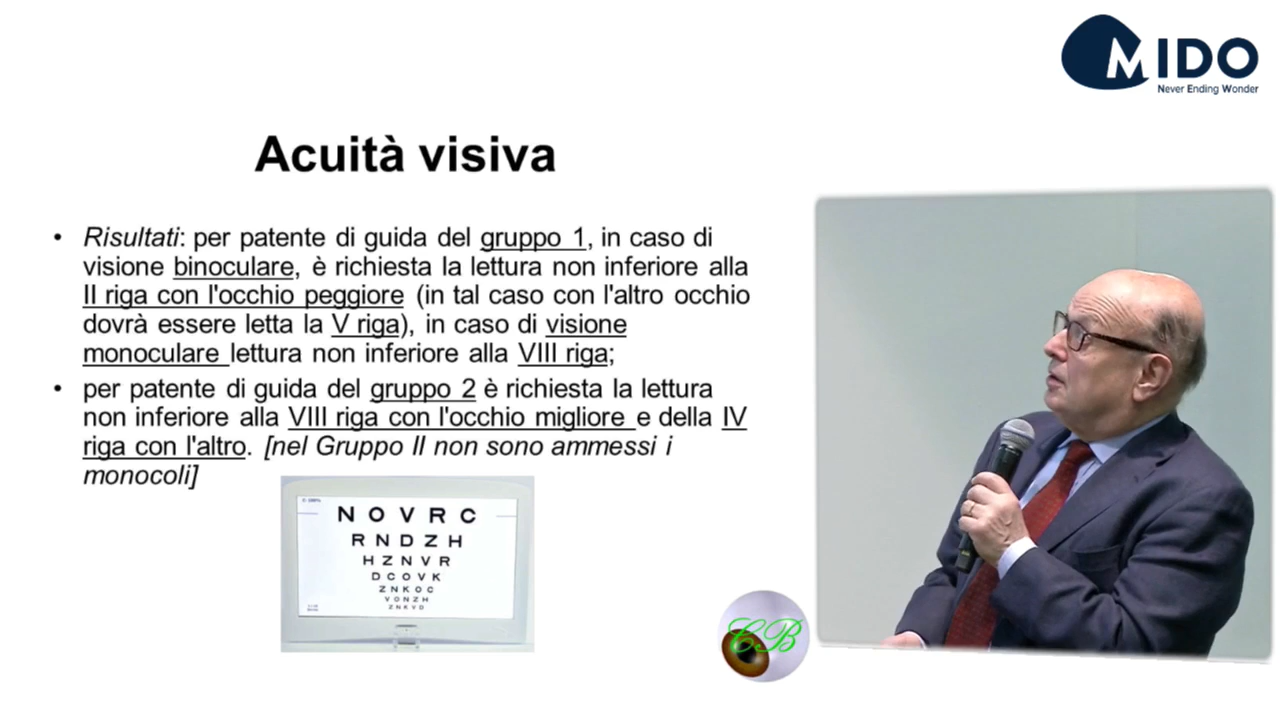 MIDO
Never Ending Wonder
Acuità visiva
• Risultati: per patente di guida del gruppo 1, in caso di
visione binoculare, è richiesta la lettura non inferiore alla
II riga con l'occhio peggiore (in tal caso con l'altro occhio
dovrà essere letta la V riga), in caso di visione
monoculare lettura non inferiore alla VIII riga;
• per patente di guida del gruppo 2 è richiesta la lettura
non inferiore alla VIII riga con l'occhio migliore e della IV
riga con l'altro. [nel Gruppo II non sono ammessi i
monocoli]
N O V R C
R N D Z H
H Z N V R
D C O V K
Z N K O C
V O N Z H
Z N K V D
CB